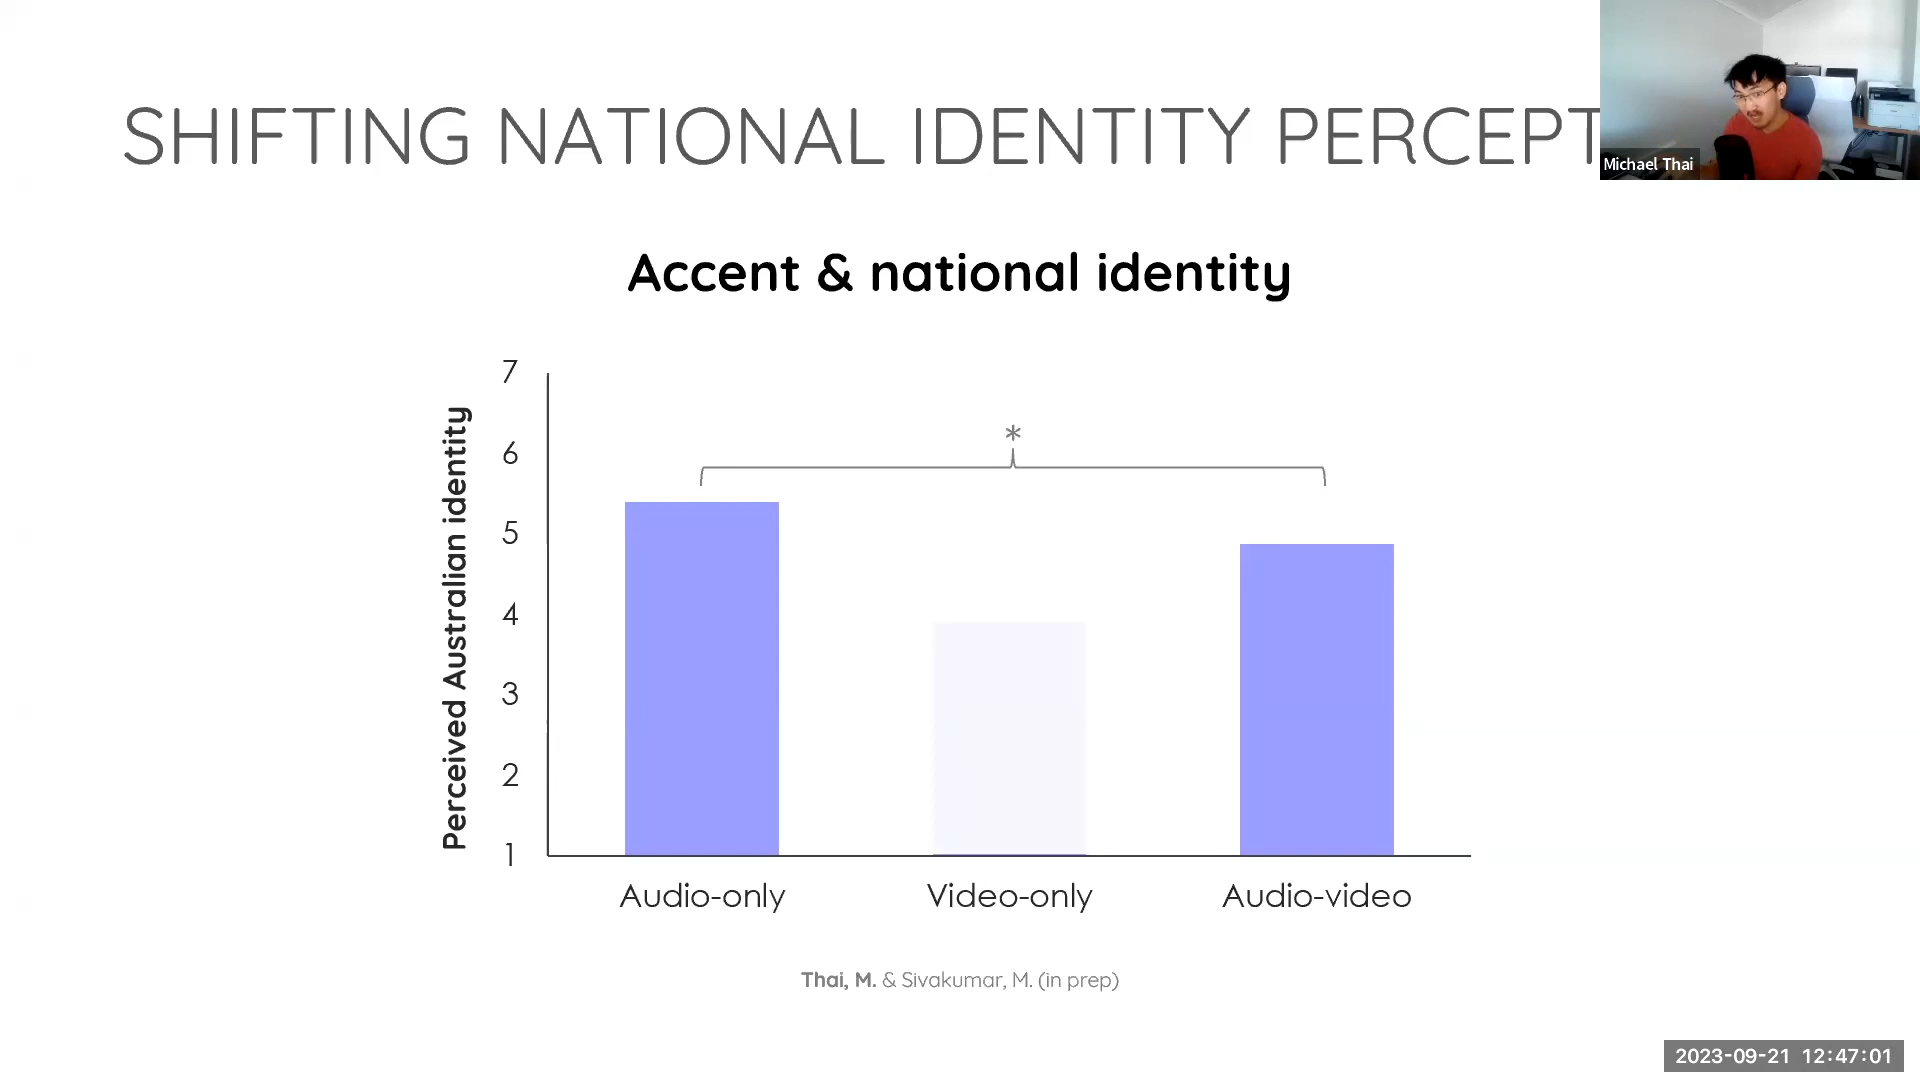 SHIFTING NATIONAL IDENTITY PERCEPT
Michael Thai
Accent & national identity
Perceived Australian identity
7
6
5
4
3
2
1
*
Audio-only
Video-only
Audio-video
Thai, M. & Sivakumar, M. (in prep)
2023-09-21 12:47:01